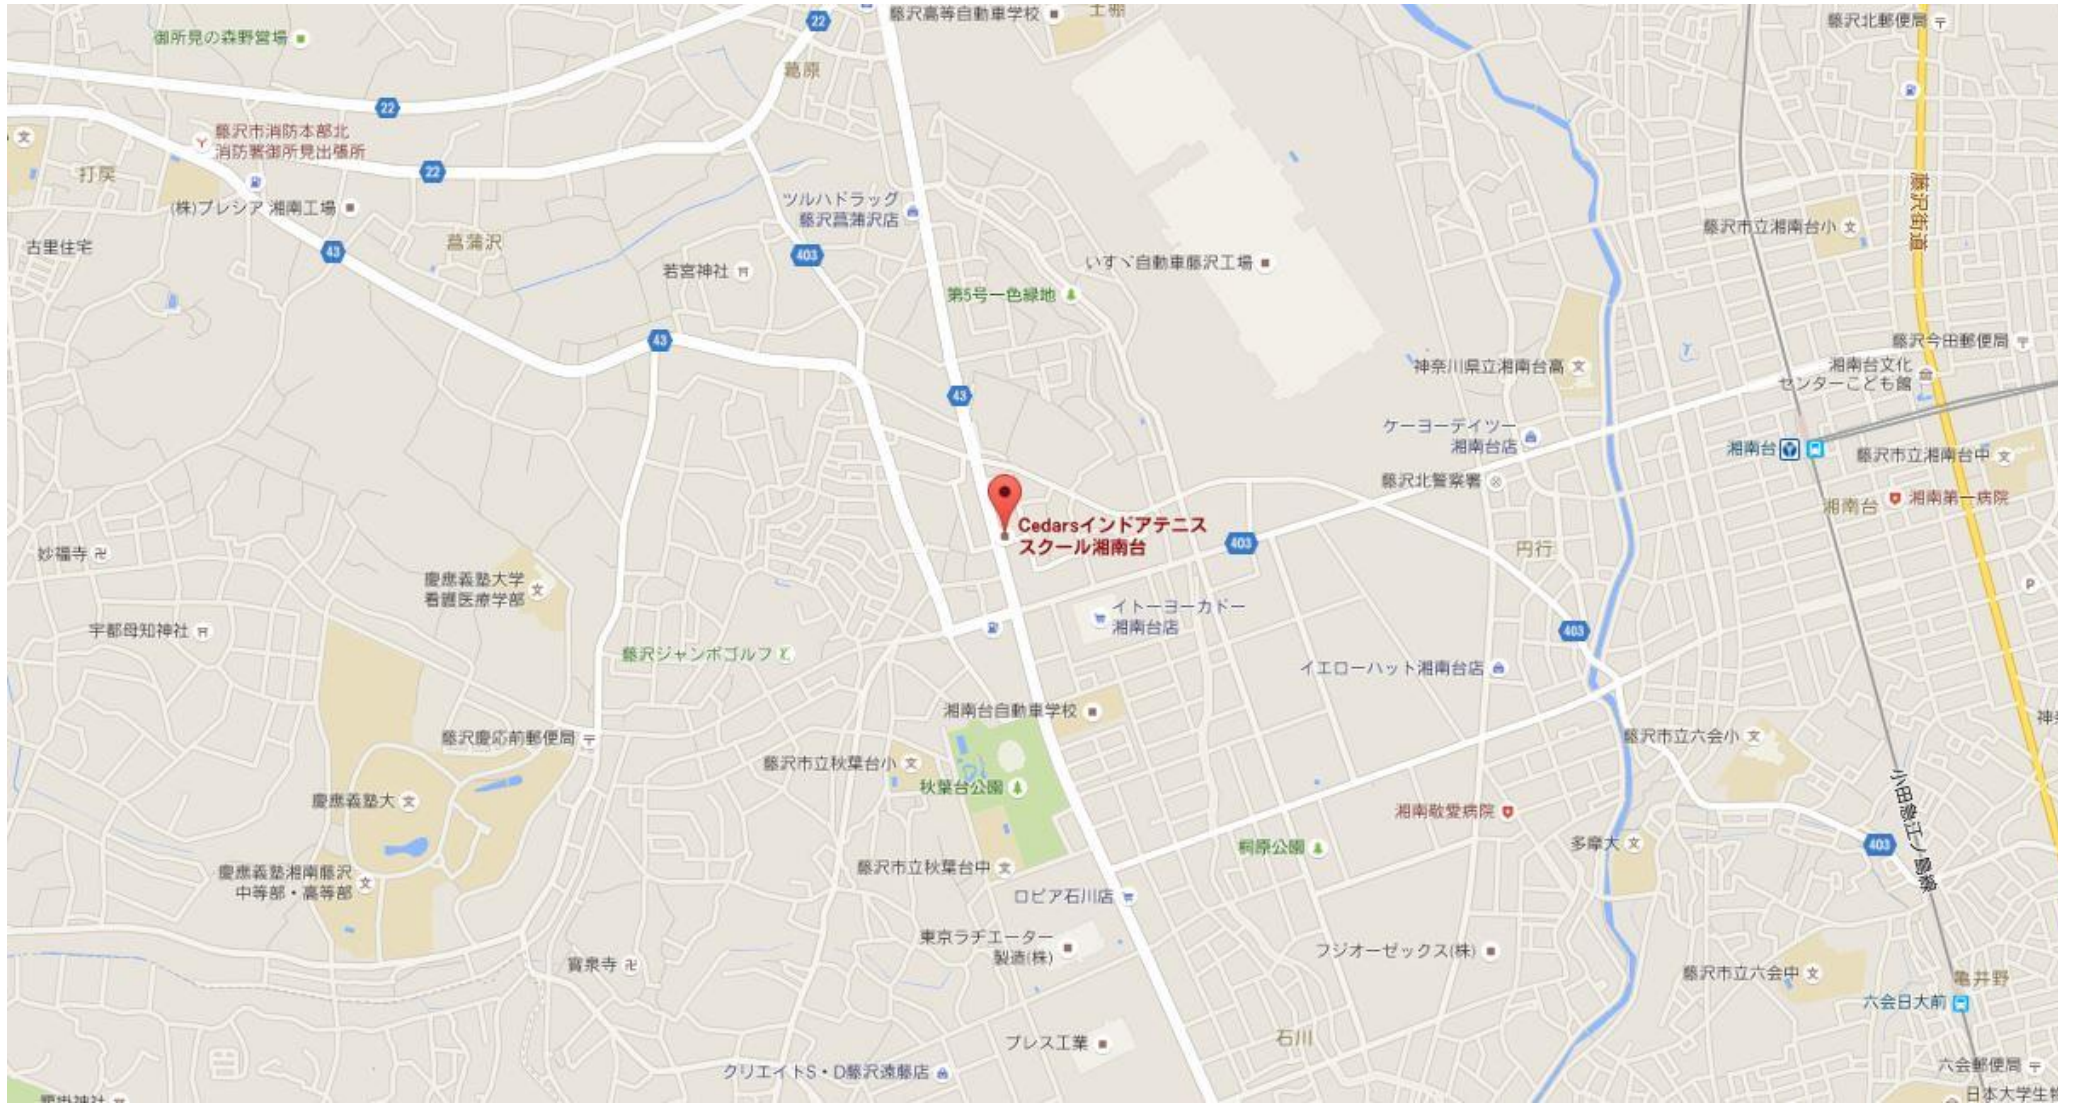 藤沢高等自動車学校
土棚
22
藤沢北郵便局
御所見の森野営場
葛原
22
藤沢市消防本部北
消防署御所見出張所
打戻
22
(株)プレシア 湘南工場
ツルハドラッグ
藤沢菖蒲沢店
藤沢街道
藤沢市立湘南台小
古里住宅
43
菖蒲沢
403
若宮神社
いすゞ自動車藤沢工場
第5号一色緑地
43
藤沢今田郵便局
神奈川県立湘南台高
湘南台文化
センターこども館
43
ケーヨーデイツー
湘南台店
湘南台
藤沢市立湘南台中
藤沢北警察署
湘南台
湘南第一病院
Cedarsインドアテニス
スクール湘南台
403
円行
妙福寺
慶應義塾大学
看護医療学部
P
宇都母知神社
イトーヨーカドー
湘南台店
403
藤沢ジャンボゴルフ
イエローハット湘南台店
湘南台自動車学校
藤沢慶応前郵便局
藤沢市立六会小
藤沢市立秋葉台小
秋葉台公園
小田急江ノ島線
慶應義塾大
湘南敬愛病院
桐原公園
多摩大
403
慶應義塾湘南藤沢
中等部・高等部
藤沢市立秋葉台中
ロピア石川店
東京ラヂエーター
製造(株)
フジオーゼックス(株)
寳泉寺
藤沢市立六会中
亀井野
六会日大前
プレス工業
石川
クリエイトS・D藤沢遠藤店
六会郵便局
日本大学生物